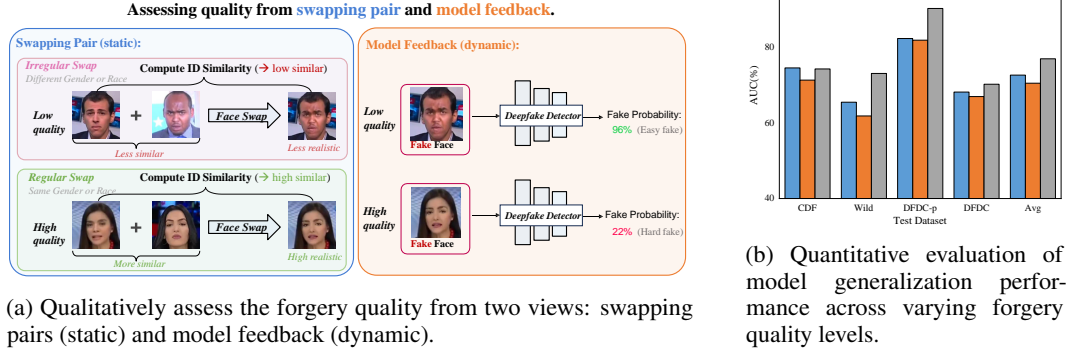 Assessing quality from swapping pair and model feedback.
Swapping Pair (static):
Irregular Swap
Different Gender or Race
Compute ID Similarity (→ low similar)
Low
quality
+
Face Swap
Less similar
Less realistic
Regular Swap
Same Gender or Race
Compute ID Similarity (→ high similar)
High
quality
+
Face Swap
More similar
High realistic
Model Feedback (dynamic):
Low
quality
Fake Face
Deepfake Detector
Fake Probability:
96% (Easy fake)
High
quality
Fake Face
Deepfake Detector
Fake Probability:
22% (Hard fake)
(a) Qualitatively assess the forgery quality from two views: swapping
pairs (static) and model feedback (dynamic).
AUC(%)
80
60
40
CDF Wild DFDC-p DFDC Avg
Test Dataset
(b) Quantitative evaluation of
model generalization perfor-
mance across varying forgery
quality levels.